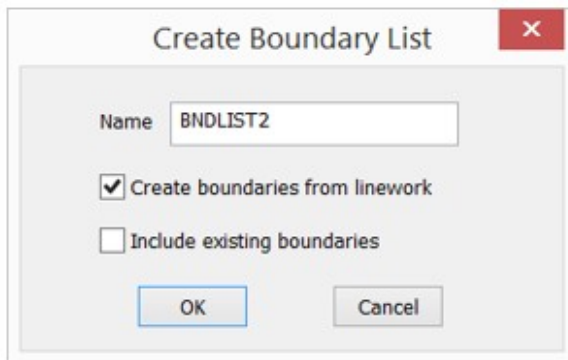 Create Boundary List
Name BNDLIST2
Create boundaries from linework
Include existing boundaries
OK Cancel